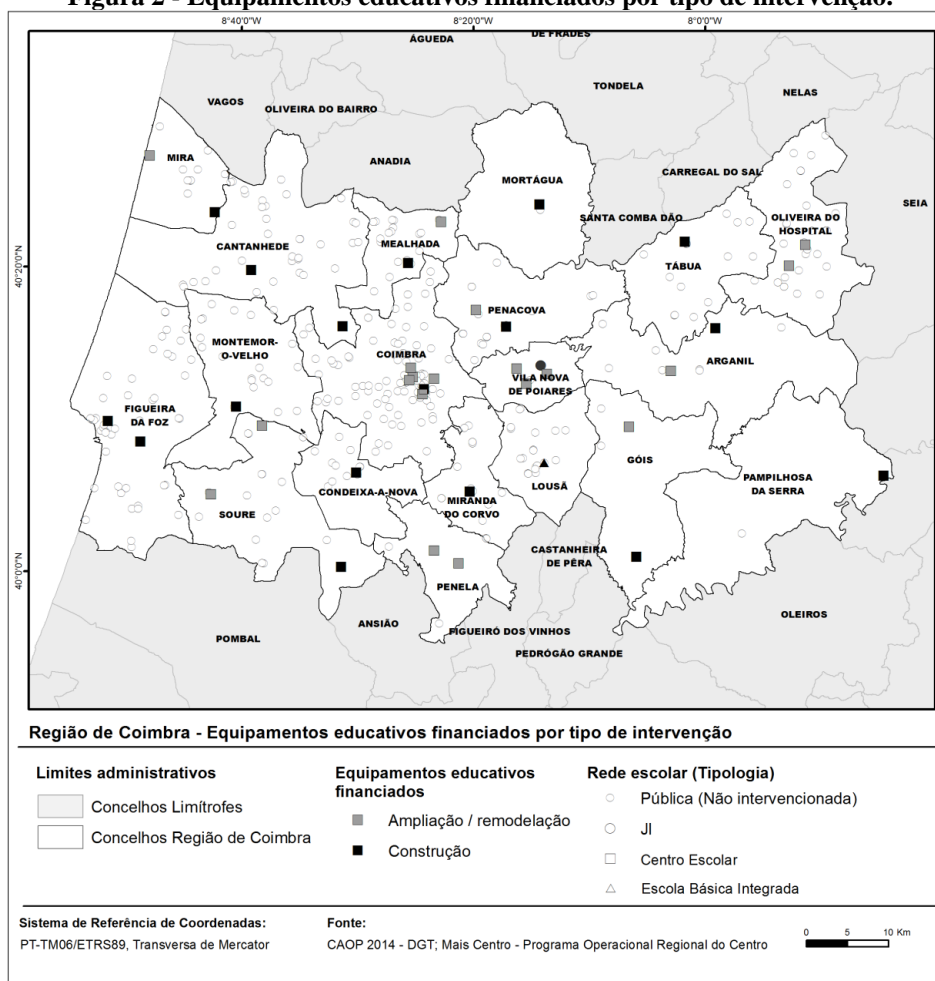 Figura 2 - Equipamentos educativos financiados por tipo de intervenção.
8°40'0"W
8°20'0"W
8°0'0"W
ÁGUEDA
DE FRADES
TONDELA
NELAS
VAGOS
OLIVEIRA DO BAIRRO
ANADIA
MIRA
MORTÁGUA
CARREGAL DO SAL
SANTA COMBA DÃO
SEIA
OLIVEIRA DO
HOSPITAL
CANTANHEDE
MEALHADA
TÁBUA
40°20'0"N
PENACOVA
MONTEMOR-
O-VELHO
COIMBRA
ARGANIL
VILA NOVA
DE POIARES
FIGUEIRA
DA FOZ
GÓIS
PAMPILHOSA
DA SERRA
LOUSÃ
CONDEIXA-A-NOVA
MIRANDA
DO CORVO
SOURE
CASTANHEIRA
DE PÊRA
40°0'0"N
PENELA
OLEIROS
ANSIÃO
POMBAL
FIGUEIRÓ DOS VINHOS
PEDRÓGÃO GRANDE
Região de Coimbra - Equipamentos educativos financiados por tipo de intervenção
Limites administrativos
Concelhos Limítrofes
Concelhos Região de Coimbra
Equipamentos educativos
financiados
Ampliação / remodelação
Construção
Rede escolar (Tipologia)
Pública (Não intervencionada)
JI
Centro Escolar
Escola Básica Integrada
Sistema de Referência de Coordenadas:
PT-TM06/ETRS89, Transversa de Mercator
Fonte:
CAOP 2014 - DGT; Mais Centro - Programa Operacional Regional do Centro
0 5 10 Km